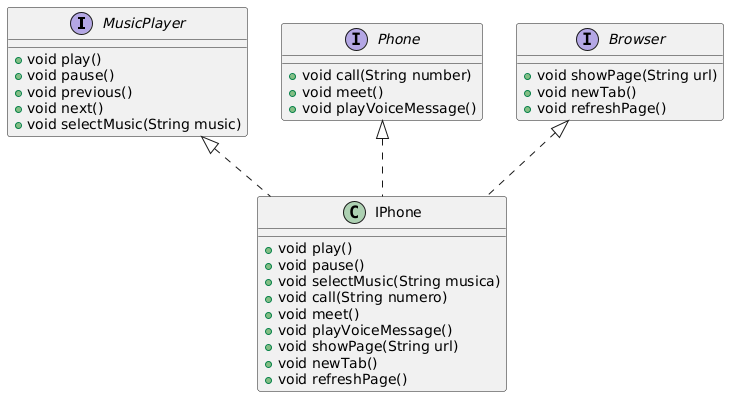 I MusicPlayer
void play()
void pause()
void previous()
void next()
void selectMusic(String music)
I Phone
void call(String number)
void meet()
void playVoiceMessage()
I Browser
void showPage(String url)
void newTab()
void refreshPage()
C IPhone
void play()
void pause()
void selectMusic(String musica)
void call(String numero)
void meet()
void playVoiceMessage()
void showPage(String url)
void newTab()
void refreshPage()